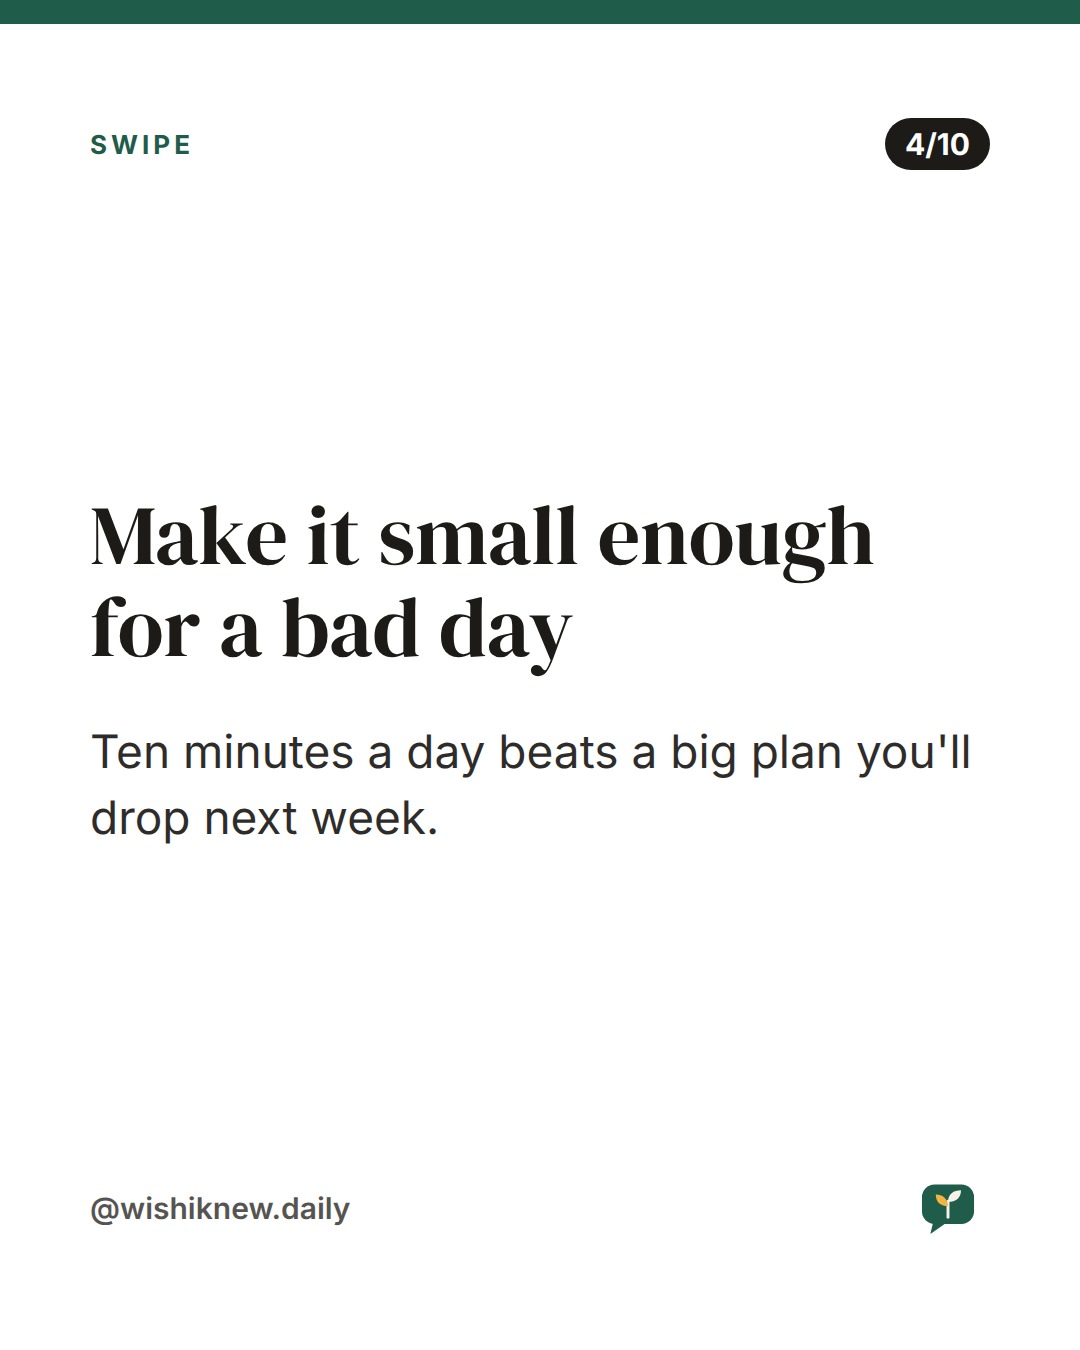 SWIPE
4/10
Make it small enough
for a bad day
Ten minutes a day beats a big plan you'll
drop next week.
@wishiknew.daily